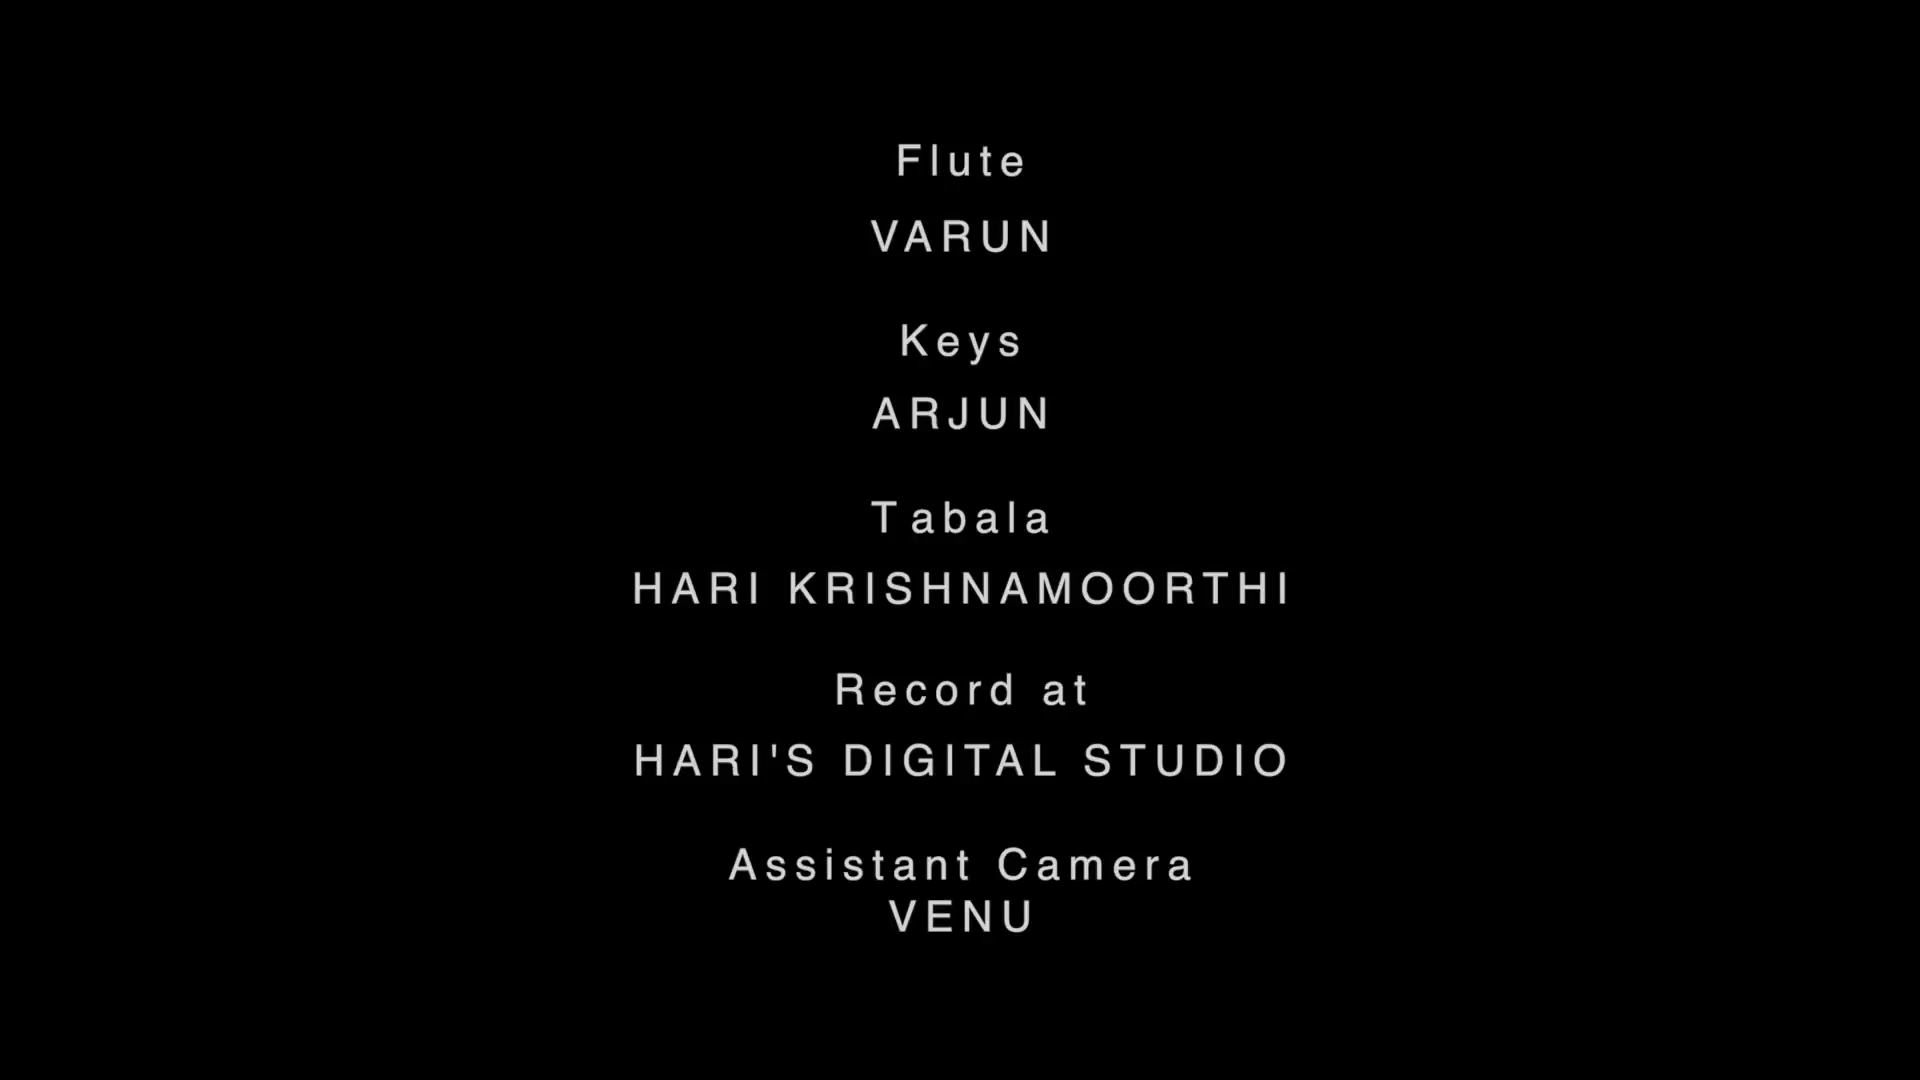 Flute
VARUN
Keys
ARJUN
Tabala
HARI KRISHNAMOORTHI
Record at
HARI'S DIGITAL STUDIO
Assistant Camera
VENU